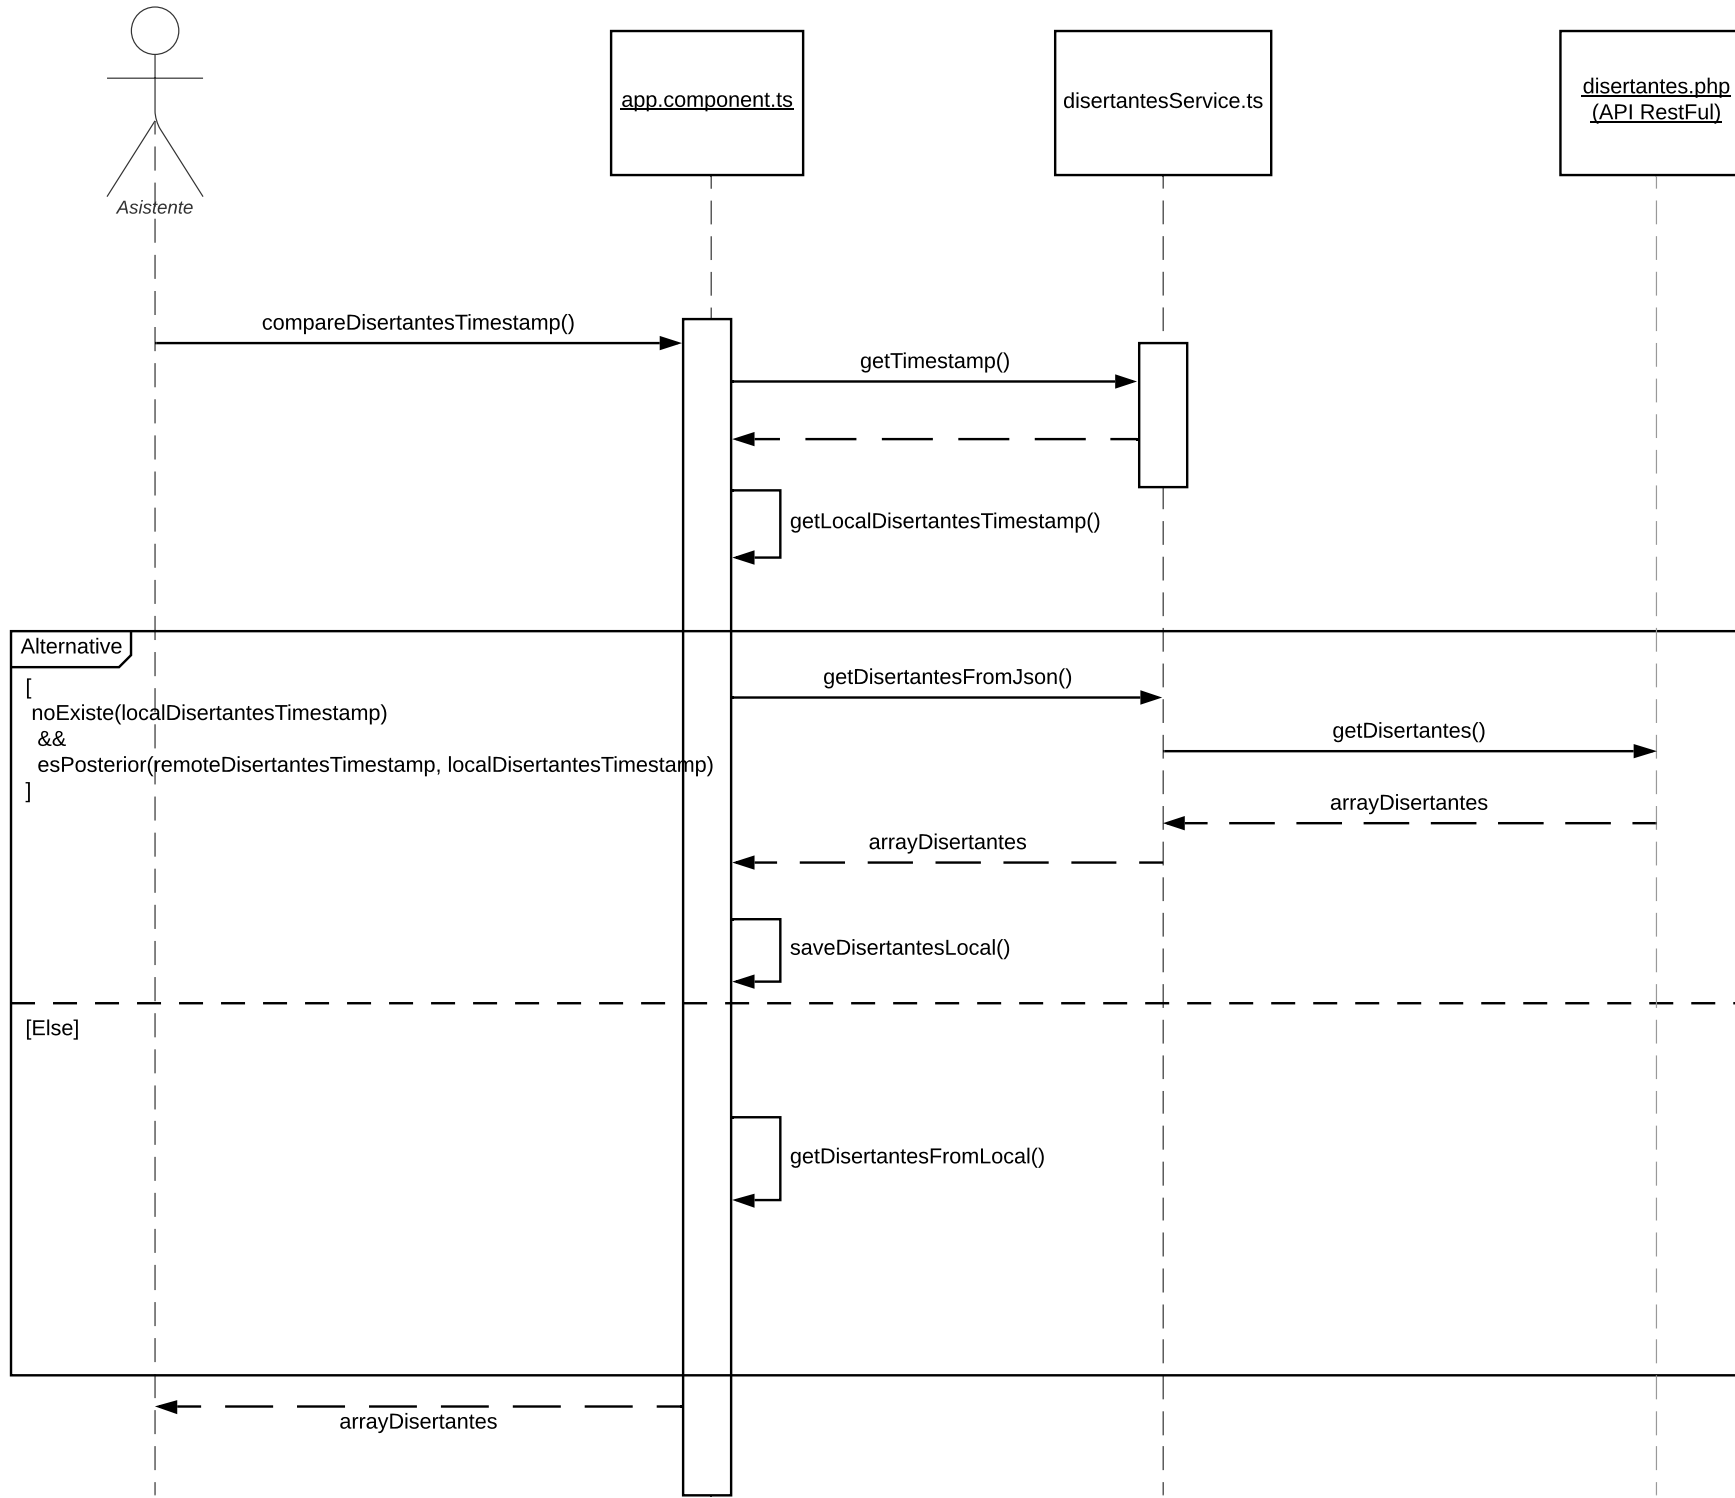 Asistente
app.component.ts
disertantesService.ts
disertantes.php
(API RestFul)
compareDisertantesTimestamp()
getTimestamp()
getLocalDisertantesTimestamp()
Alternative
[
noExiste(localDisertantesTimestamp)
&&
esPosterior(remoteDisertantesTimestamp, localDisertantesTimestamp)
]
getDisertantesFromJson()
getDisertantes()
arrayDisertantes
arrayDisertantes
saveDisertantesLocal()
[Else]
getDisertantesFromLocal()
arrayDisertantes